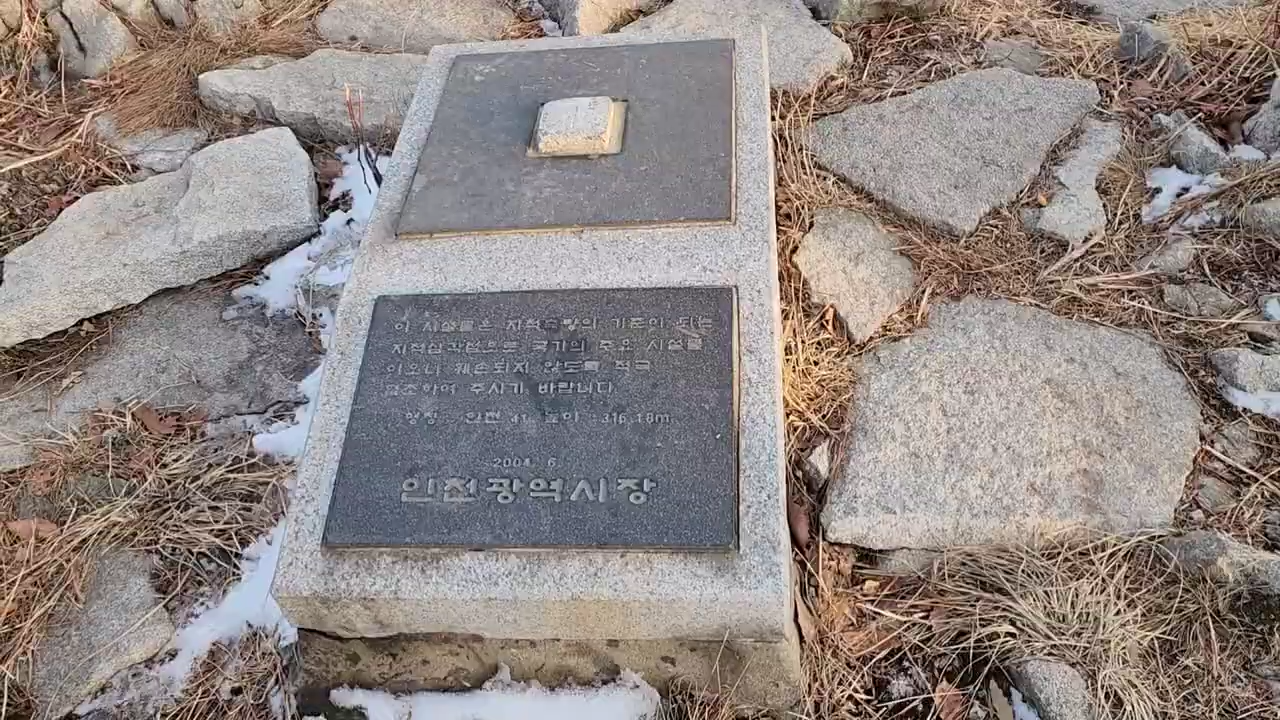 이 시설물은 지적측량의 기준이 되는
지적삼각점으로 국가의 주요 시설물
이오니 훼손되지 않도록 적극
협조하여 주시기 바랍니다
명칭 : 인천 41 높이 : 316.18m
2004. 6.
인천광역시장